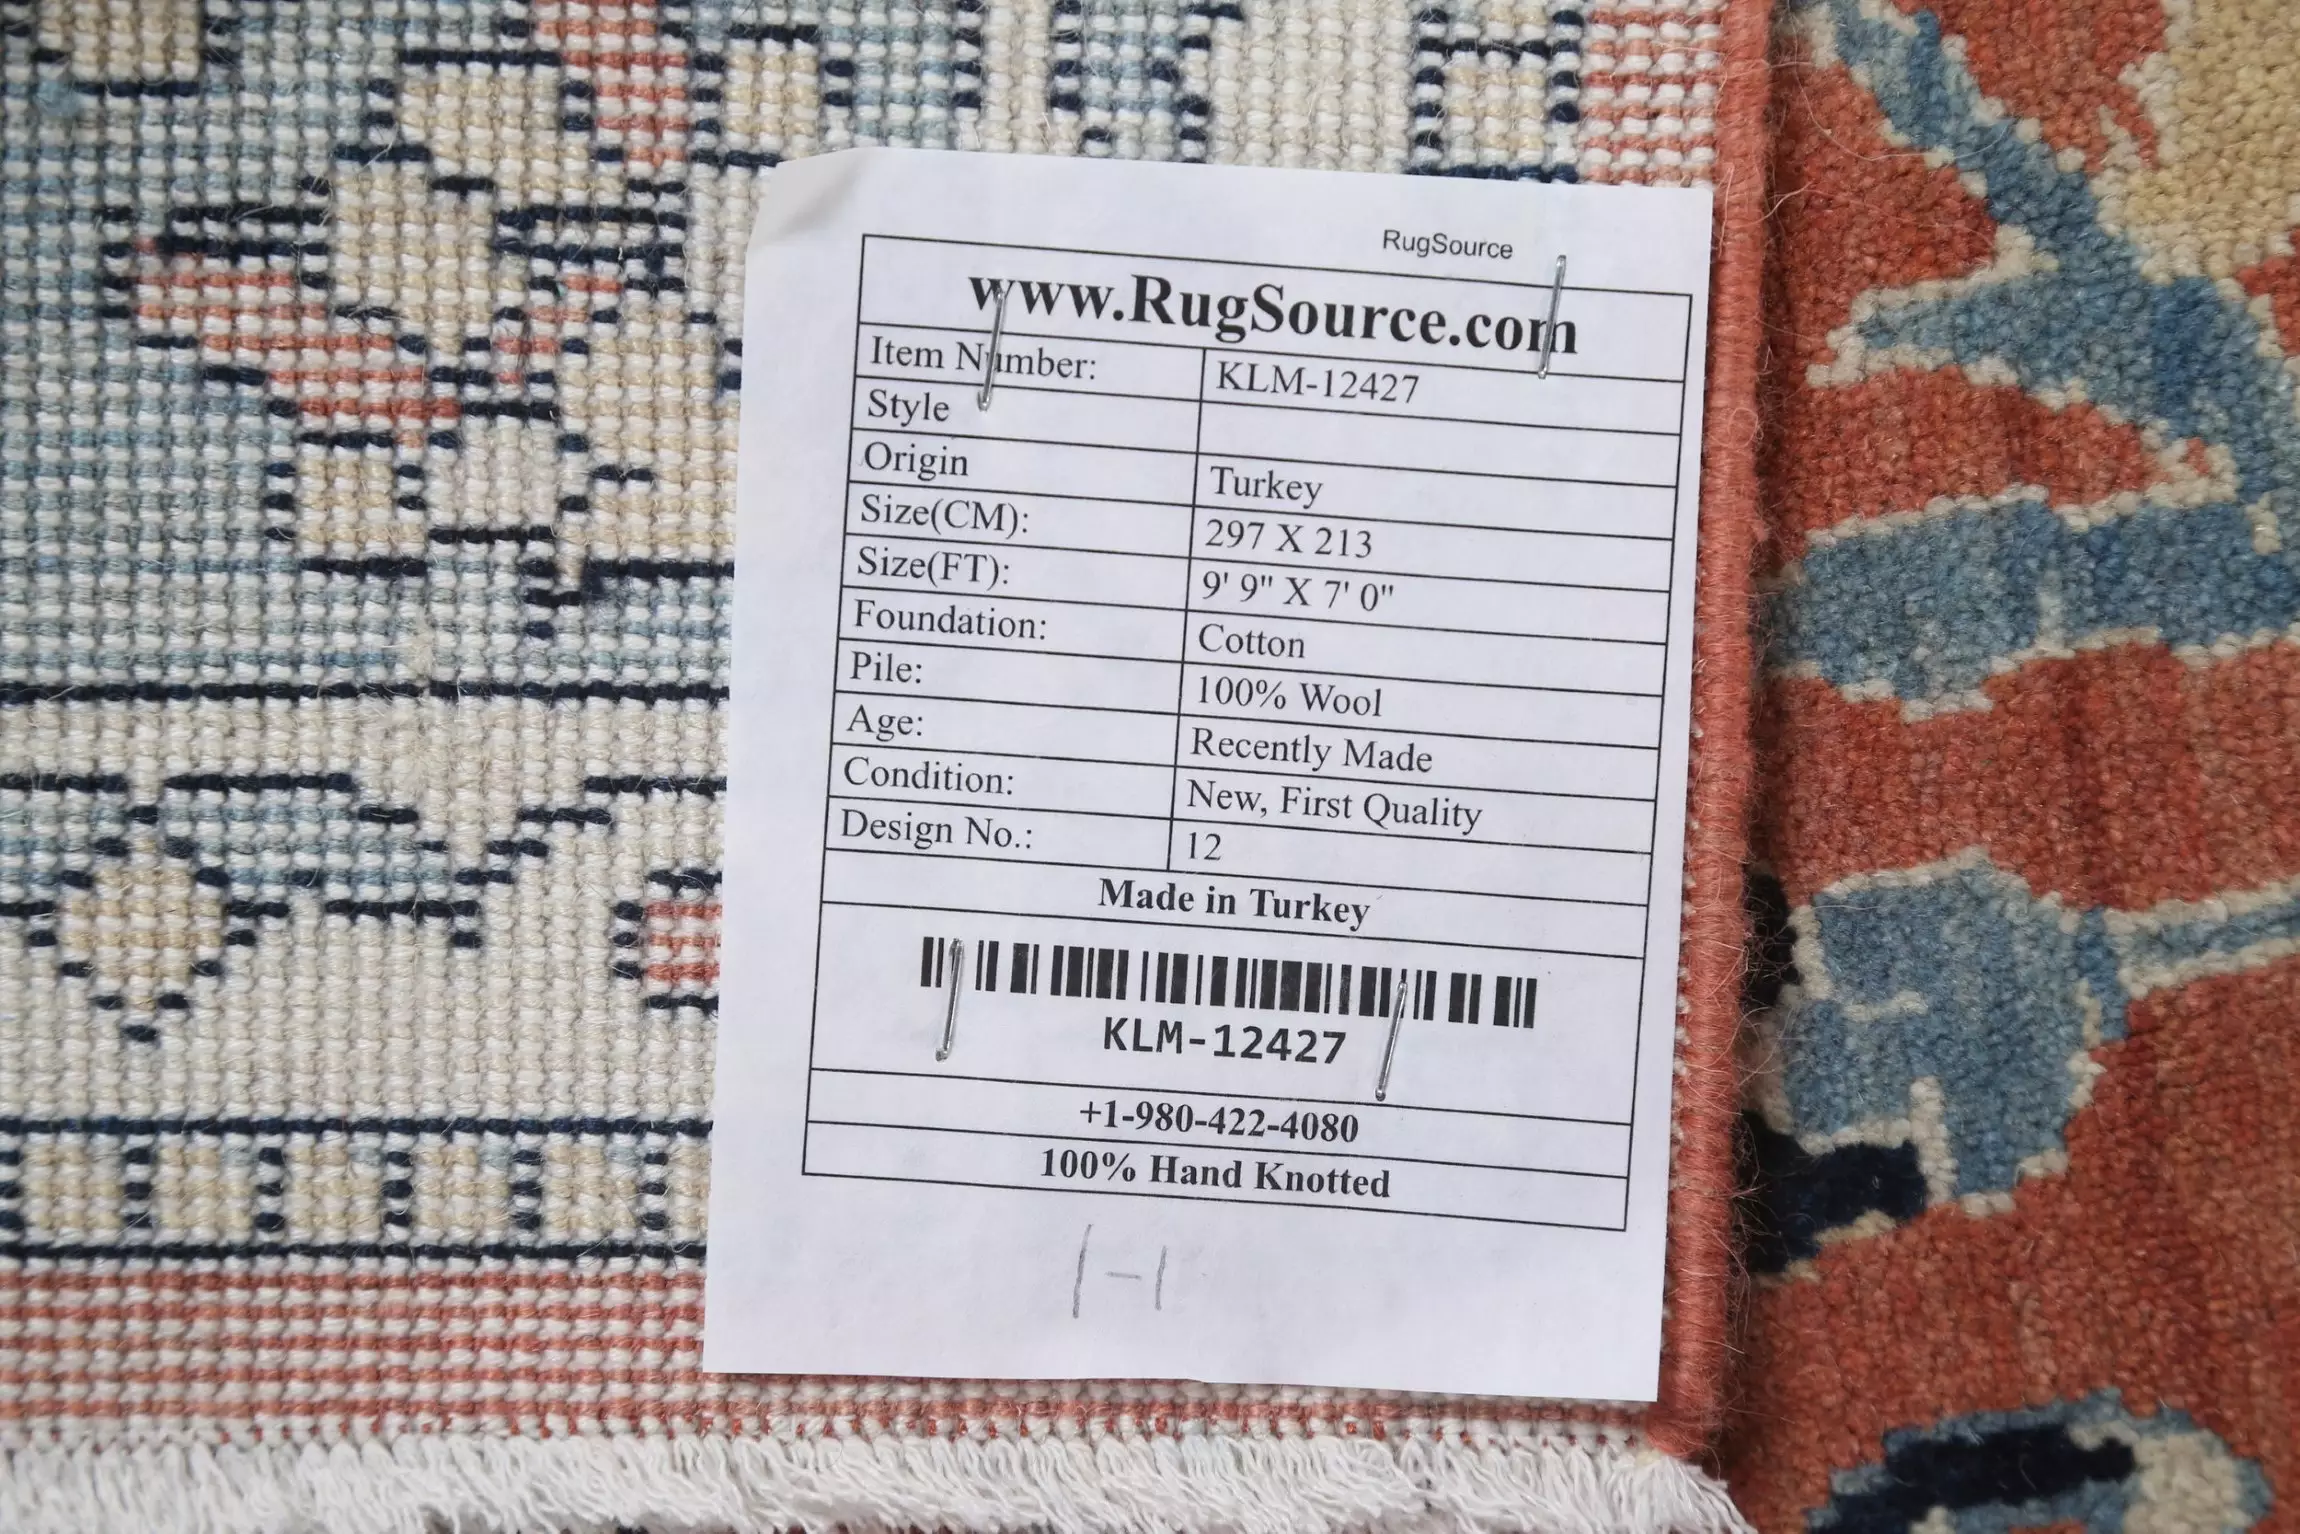 RugSource
www.RugSource.com
Item Number: KLM-12427
Style
Origin Turkey
Size(CM): 297 X 213
Size(FT): 9' 9" X 7' 0"
Foundation: Cotton
Pile: 100% Wool
Age: Recently Made
Condition: New, First Quality
Design No.: 12
Made in Turkey
KLM-12427
+1-980-422-4080
100% Hand Knotted
1-1